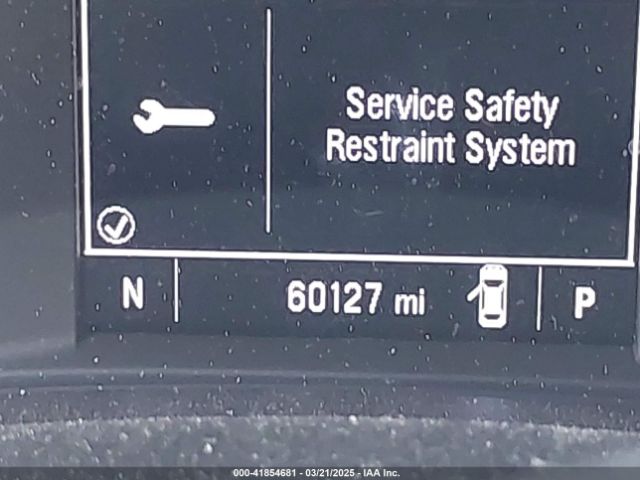 Service Safety
Restraint System
N 60127 mi P
000-41854681 - 03/21/2025 - IAA Inc.